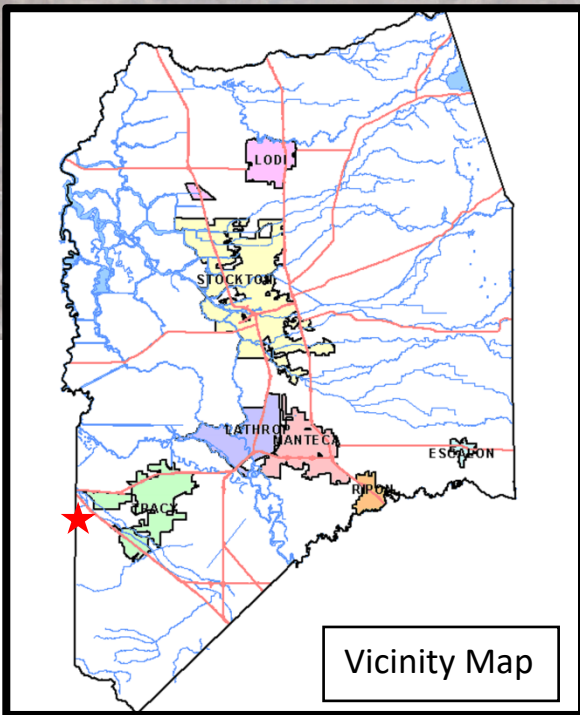 LODI
STOCKTON
LATHROP
MANTECA
ESCALON
RIPON
TRACY
Vicinity Map